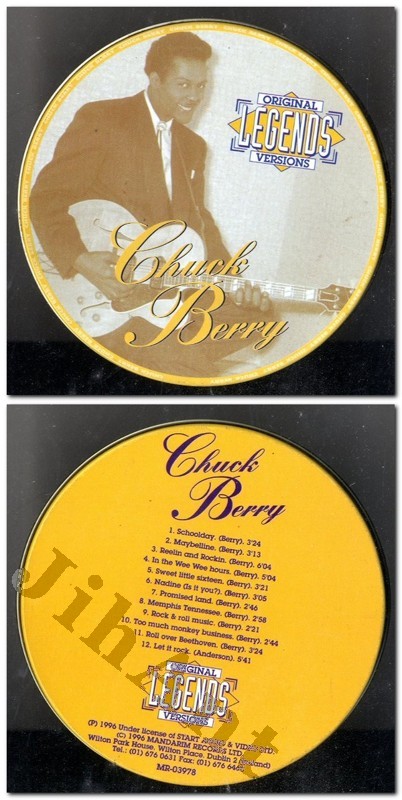 ORIGINAL
LEGENDS
VERSIONS
Chuck
Berry
Chuck
Berry
1. Schoolday. (Berry). 3'24
2. Maybelline. (Berry). 3'13
3. Reelin and Rockin. (Berry). 6'04
4. In the Wee Wee hours. (Berry). 5'04
5. Sweet little sixteen. (Berry). 3'21
6. Nadine (Is it you?). (Berry). 3'05
7. Promised land. (Berry). 2'46
8. Memphis Tennesee. (Berry). 2'58
9. Rock & roll music. (Berry). 2'21
10. Too much monkey business. (Berry). 2'44
11. Roll over Beethoven. (Berry). 3'24
12. Let it rock. (Anderson). 5'41
ORIGINAL
LEGENDS
VERSIONS
(P) 1996 Under license of START AUDIO & VIDEO LTD.
(C) 1996 MANDARIM RECORDS LTD.
Wilton Park House. Wilton Place. Dublin 2 (Ireland)
Tel.: (01) 676 0631 Fax: (01) 676
MR-03978